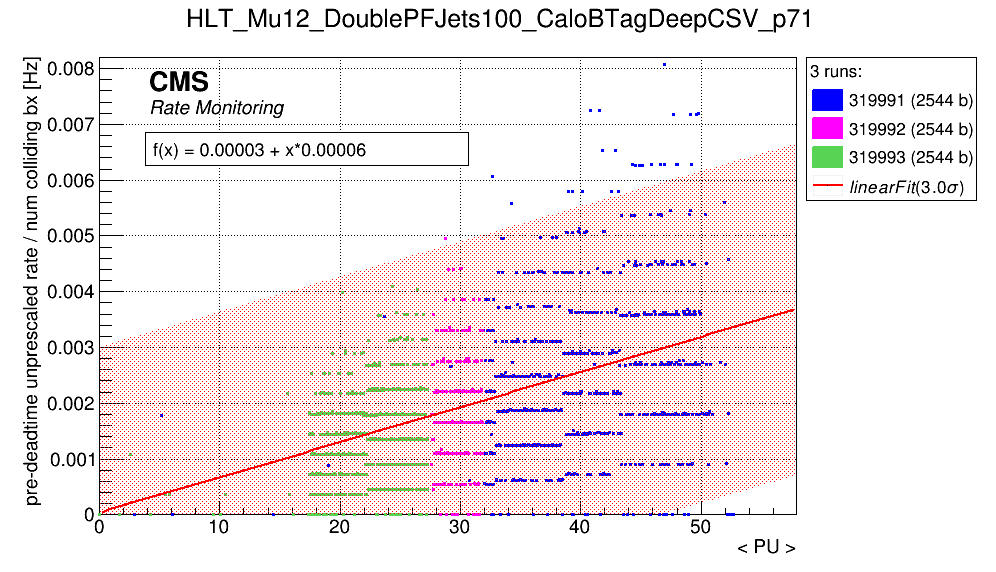 HLT_Mu12_DoublePFJets100_CaloBTagDeepCSV_p71
pre-deadtime unprescaled rate / num colliding bx [Hz]
0.008
0.007
0.006
0.005
0.004
0.003
0.002
0.001
0
CMS
Rate Monitoring
f(x) = 0.00003 + x*0.00006
3 runs:
319991 (2544 b)
319992 (2544 b)
319993 (2544 b)
linearFit(3.0σ)
0 10 20 30 40 50
< PU >